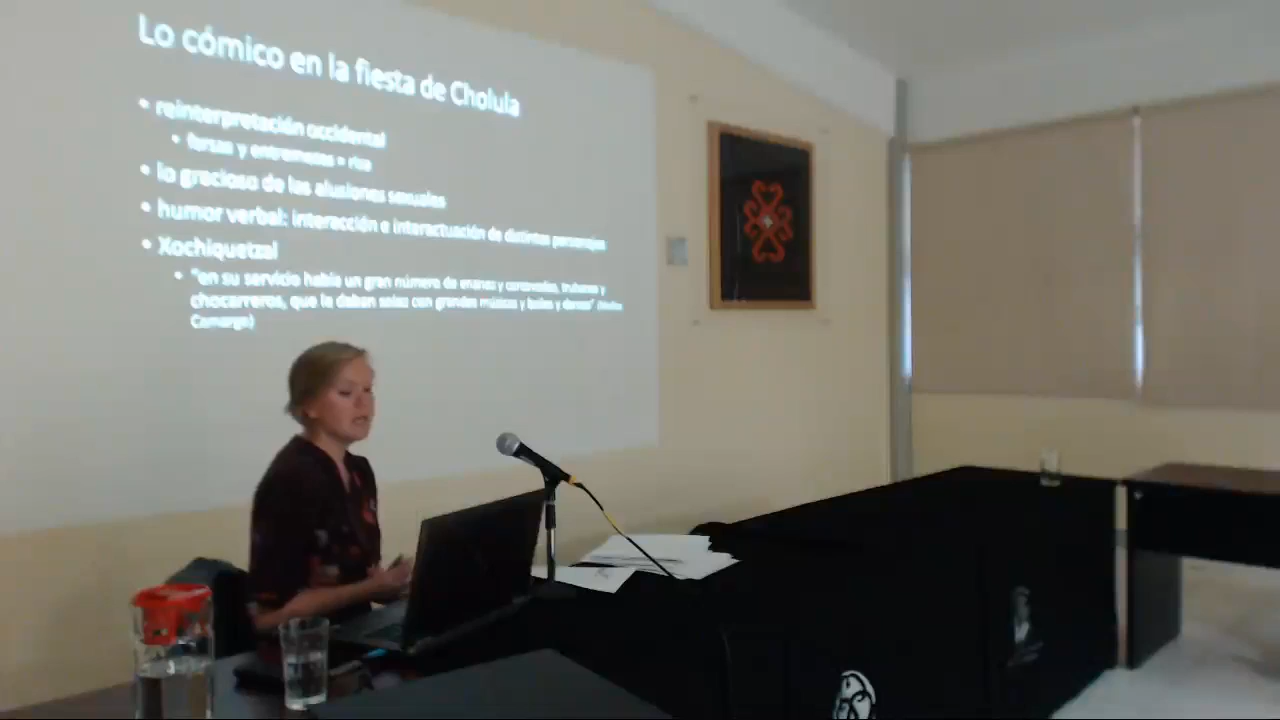 Lo cómico en la fiesta de Cholula
• reinterpretación occidental
• farsas y entremeses = risa
• lo gracioso de las alusiones sexuales
• humor verbal: interacción e interactuación de distintos personajes
• Xochiquetzal
• "en su servicio había un gran número de enanos y corcovados, truhanes y
chocarreros, que le daban solaz con grandes músicas y bailes y danzas" (Muñoz
Camargo)